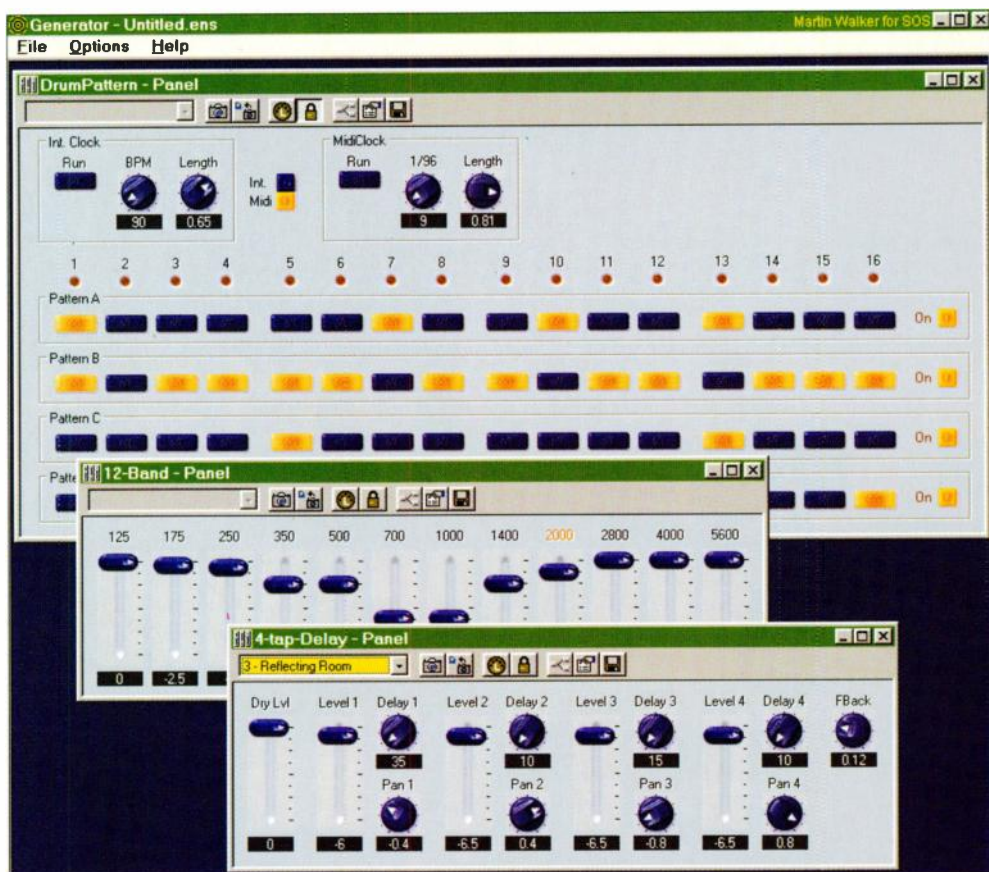 Generator - Untitled.ens
Martin Walker for SOS
File Options Help
DrumPattern - Panel
Int. Clock
MidiClock
Run BPM Length
Int.
Midi
Run 1/96 Length
90 0.65
9 0.81
1 2 3 4 5 6 7 8 9 10 11 12 13 14 15 16
Pattern A
On
Pattern B
On
Pattern C
On
Patte
On
12-Band - Panel
125 175 250 350 500 700 1000 1400 2000 2800 4000 5600
0 -2.5
4-tap-Delay - Panel
3 - Reflecting Room
Dry Lvl Level 1 Delay 1 Level 2 Delay 2 Level 3 Delay 3 Level 4 Delay 4 FBack
35 10 15 10 0.12
Pan 1 Pan 2 Pan 3 Pan 4
0 -6 -0.4 -6.5 0.4 -6.5 -0.8 -6.5 0.8